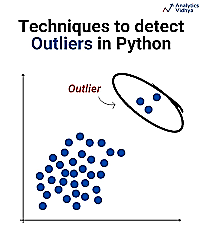 Analytics
Vidhya
Techniques to detect
Outliers in Python
Outlier